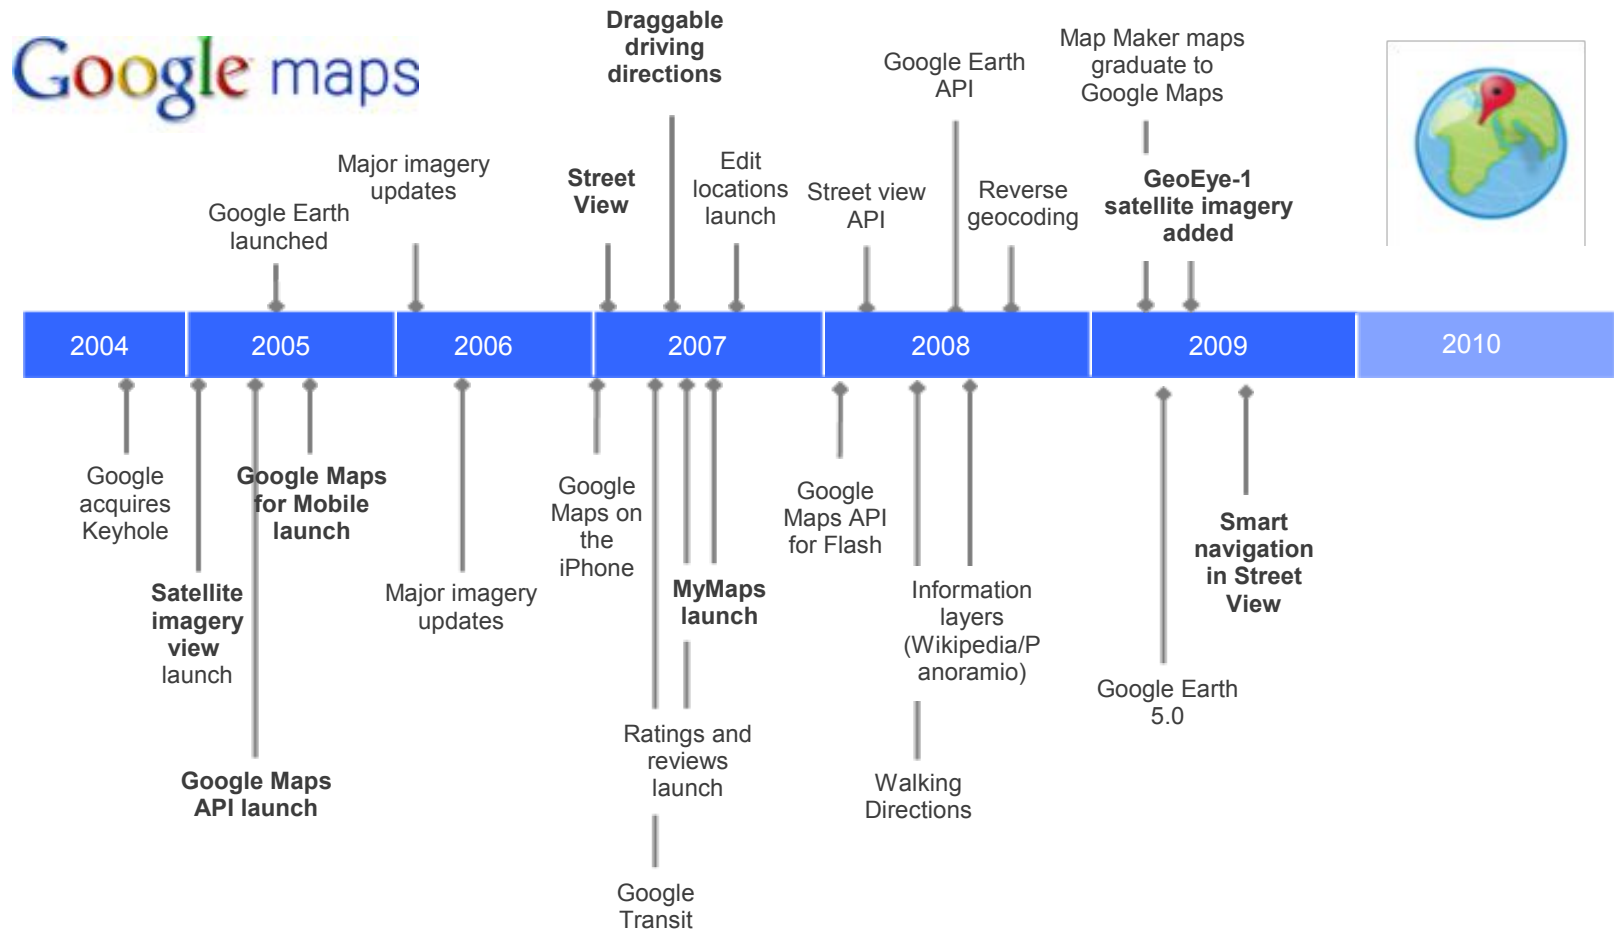 Google maps
Draggable
driving
directions
Google Earth
API
Map Maker maps
graduate to
Google Maps
Major imagery
updates
Street
View
Edit
locations
launch
Street view
API
Reverse
geocoding
GeoEye-1
satellite imagery
added
Google Earth
launched
2004
2005
2006
2007
2008
2009
2010
Google
acquires
Keyhole
Google Maps
for Mobile
launch
Google
Maps on
the
iPhone
Google
Maps API
for Flash
Smart
navigation
in Street
View
Satellite
imagery
view
launch
Major imagery
updates
MyMaps
launch
Information
layers
(Wikipedia/P
anoramio)
Google Earth
5.0
Google Maps
API launch
Ratings and
reviews
launch
Walking
Directions
Google
Transit